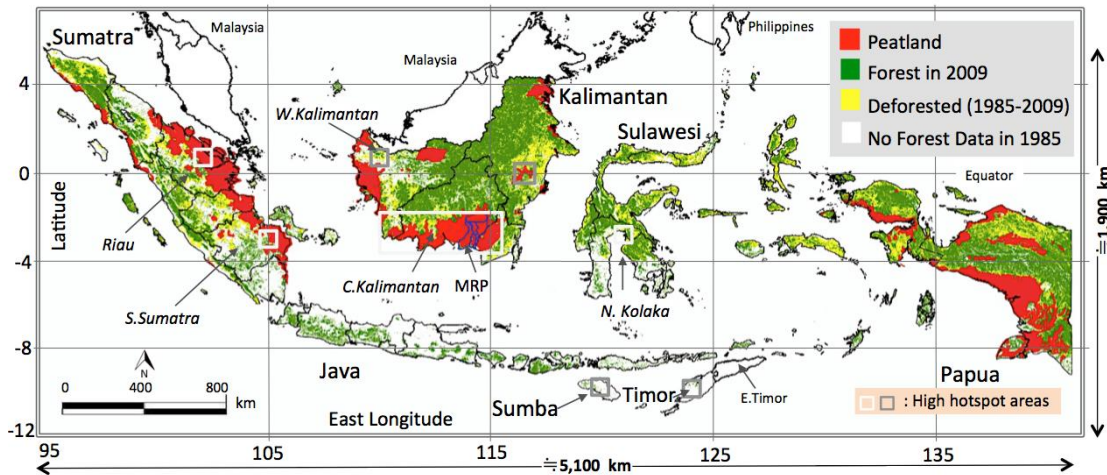 Sumatra
Malaysia
Malaysia
Philippines
Peatland
Forest in 2009
Deforested (1985-2009)
No Forest Data in 1985
W.Kalimantan
Kalimantan
Sulawesi
Equator
4
0
-4
-8
-12
Latitude
Riau
S.Sumatra
C.Kalimantan
MRP
N. Kolaka
N
0 400 800
km
Java
East Longitude
Sumba
Timor
E.Timor
Papua
: High hotspot areas
95 105 115 125 135
≒5,100 km
≒1,900 km